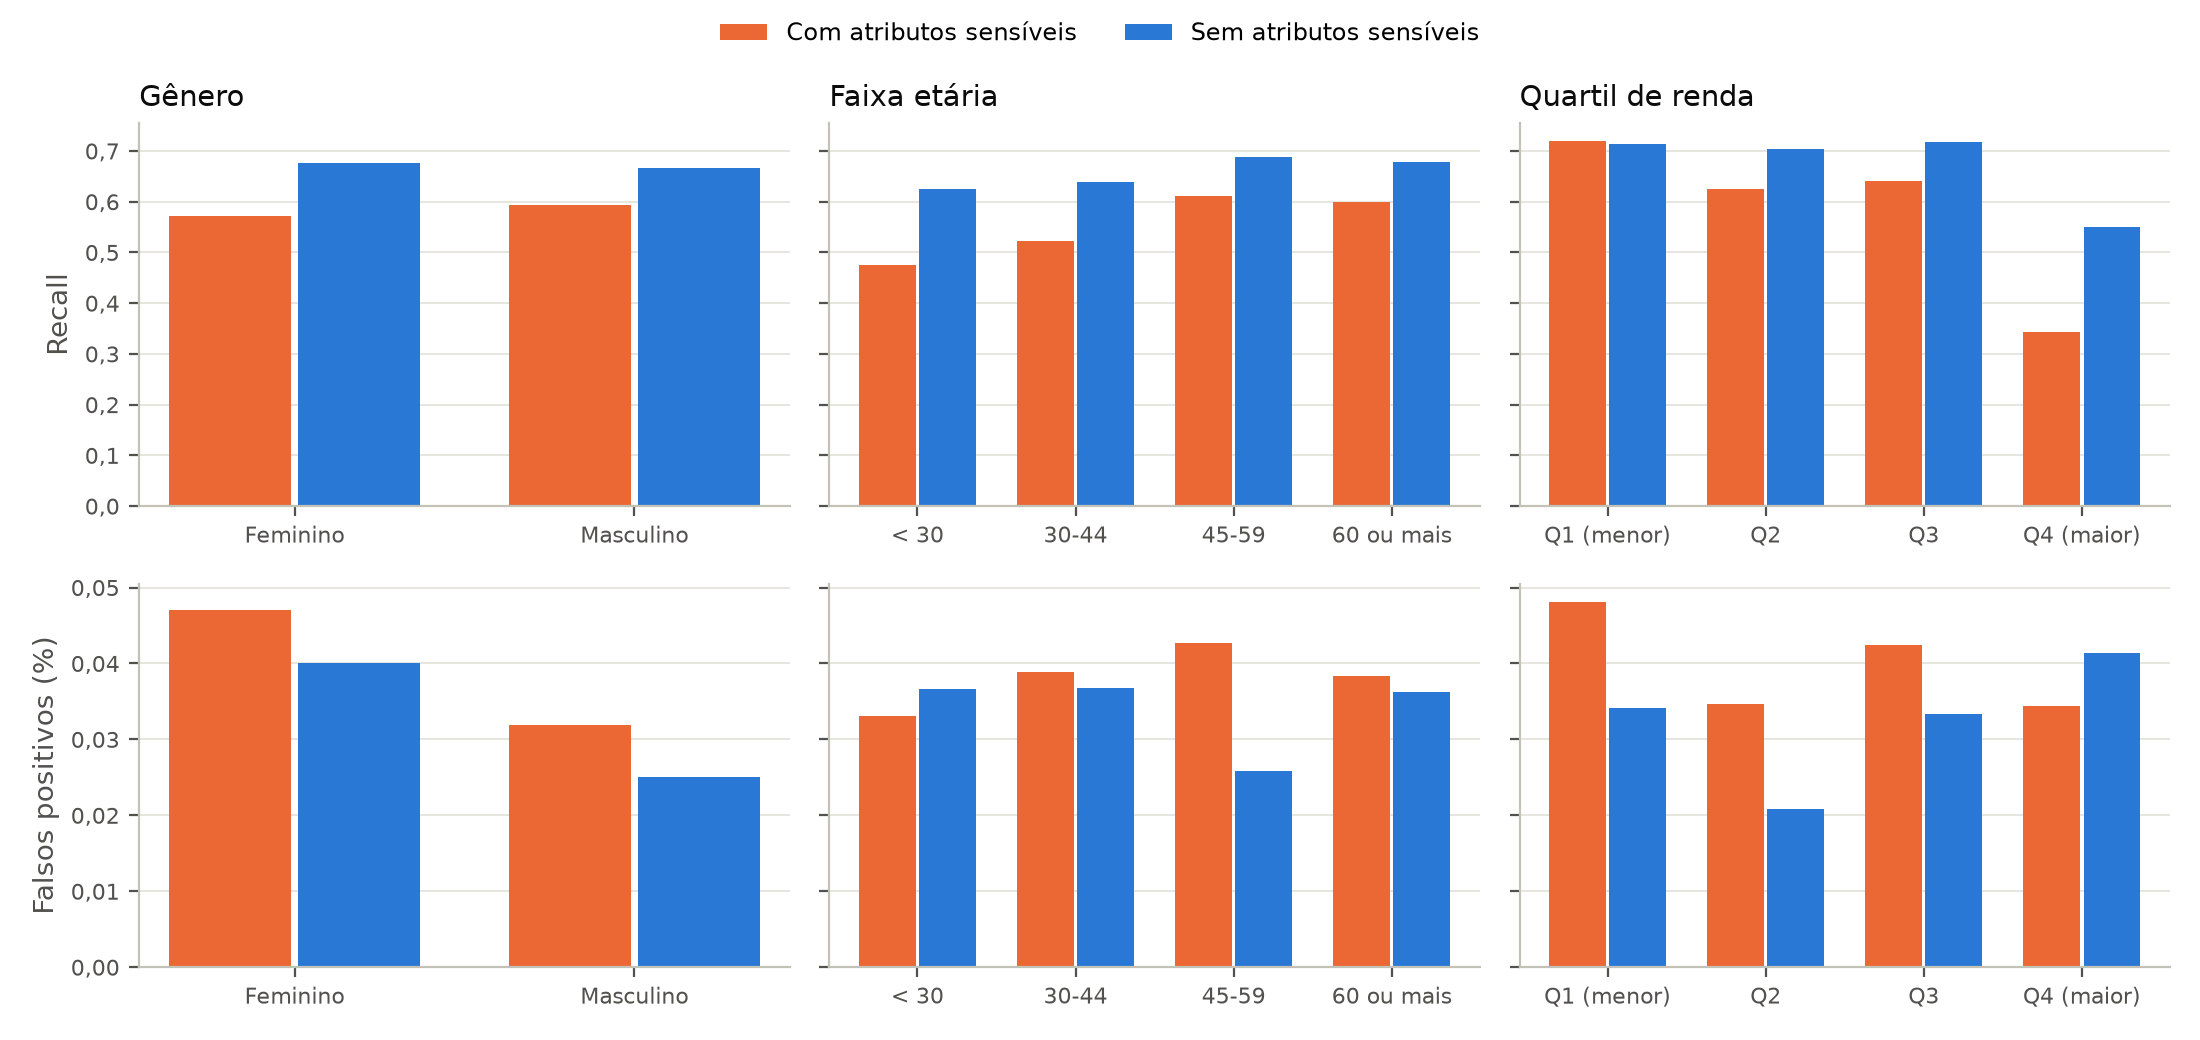 Com atributos sensíveis
Sem atributos sensíveis
Gênero
Faixa etária
Quartil de renda
Recall
0,7
0,6
0,5
0,4
0,3
0,2
0,1
0,0
Feminino
Masculino
< 30
30-44
45-59
60 ou mais
Q1 (menor)
Q2
Q3
Q4 (maior)
Falsos positivos (%)
0,05
0,04
0,03
0,02
0,01
0,00
Feminino
Masculino
< 30
30-44
45-59
60 ou mais
Q1 (menor)
Q2
Q3
Q4 (maior)